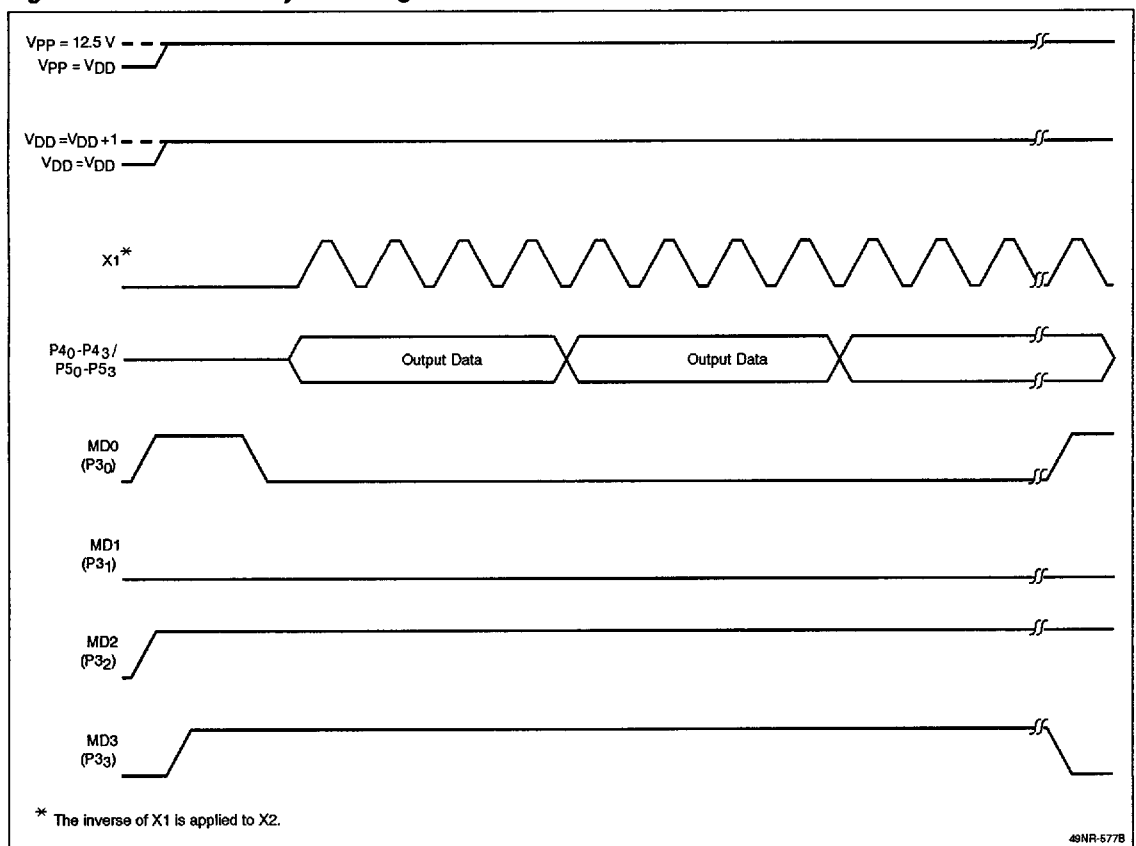 VPP = 12.5 V
VPP = VDD
VDD =VDD +1
VDD =VDD
X1*
P40-P43 /
P50-P53
Output Data
Output Data
MD0
(P30)
MD1
(P31)
MD2
(P32)
MD3
(P33)
* The inverse of X1 is applied to X2.
49NR-577B